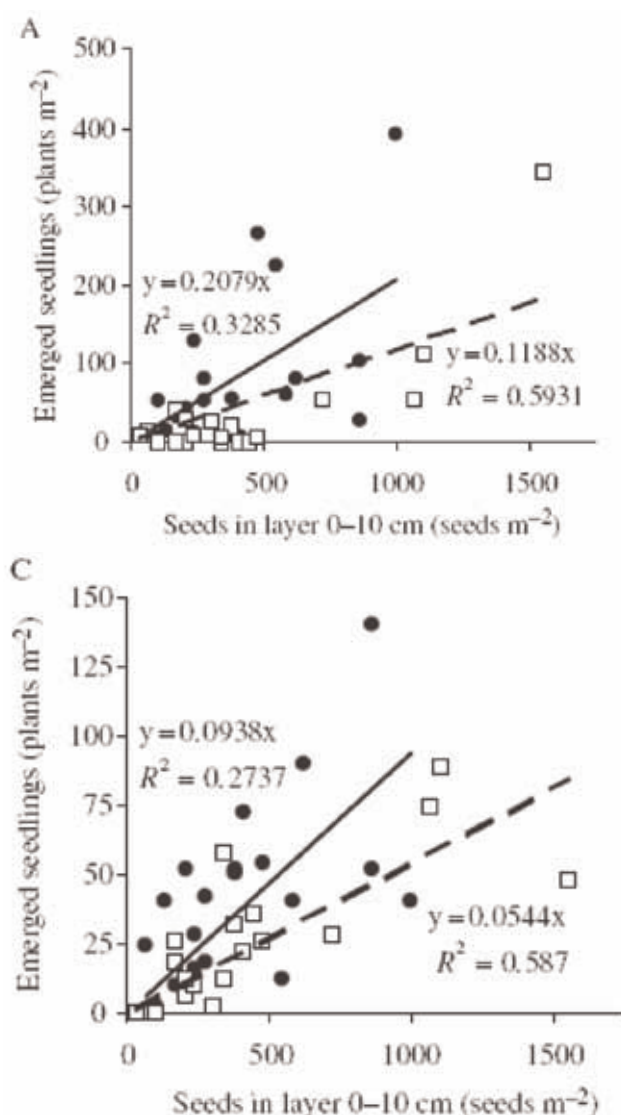 A
500
400
300
200
100
0
Emerged seedlings (plants m⁻²)
y=0.2079x
R² = 0.3285
y=0.1188x
R² = 0.5931
0 500 1000 1500
Seeds in layer 0–10 cm (seeds m⁻²)
C
150
125
100
75
50
25
0
Emerged seedlings (plants m⁻²)
y=0.0938x
R² = 0.2737
y=0.0544x
R² = 0.587
0 500 1000 1500
Seeds in layer 0–10 cm (seeds m⁻²)